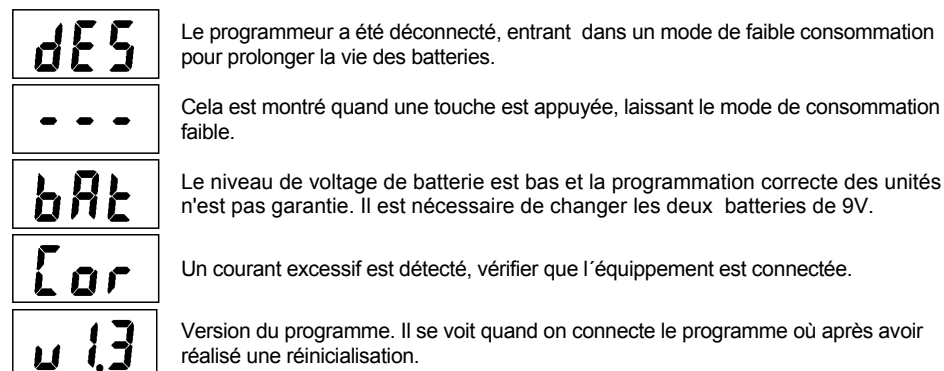 dES
Le programmeur a été déconnecté, entrant dans un mode de faible consommation
pour prolonger la vie des batteries.
- - -
Cela est montré quand une touche est appuyée, laissant le mode de consommation
faible.
bAt
Le niveau de voltage de batterie est bas et la programmation correcte des unités
n'est pas garantie. Il est nécessaire de changer les deux batteries de 9V.
Cor
Un courant excessif est détecté, vérifier que l´équippement est connectée.
v1.3
Version du programme. Il se voit quand on connecte le programme où après avoir
réalisé une réinicialisation.